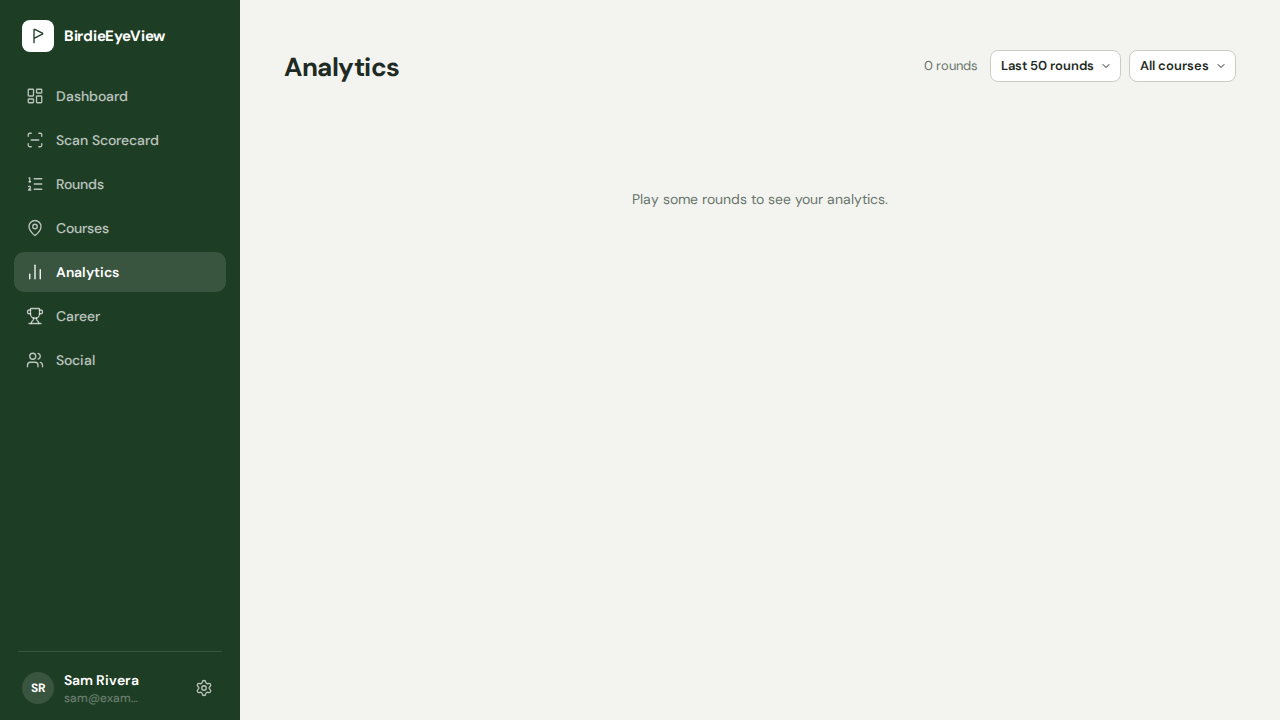 BirdieEyeView
Dashboard
Scan Scorecard
Rounds
Courses
Analytics
Career
Social
SR
Sam Rivera
sam@exam...
Analytics
0 rounds
Last 50 rounds
All courses
Play some rounds to see your analytics.